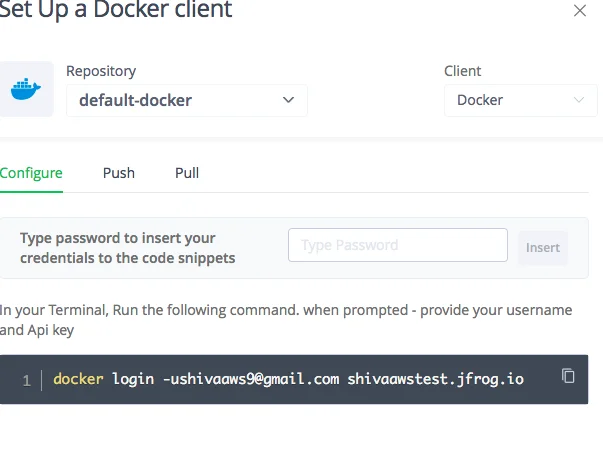 Set Up a Docker client
Repository
Client
default-docker
Docker
Configure
Push
Pull
Type password to insert your
credentials to the code snippets
Type Password
Insert
In your Terminal, Run the following command. when prompted - provide your username
and Api key
1 docker login -ushivaaws9@gmail.com shivaawstest.jfrog.io